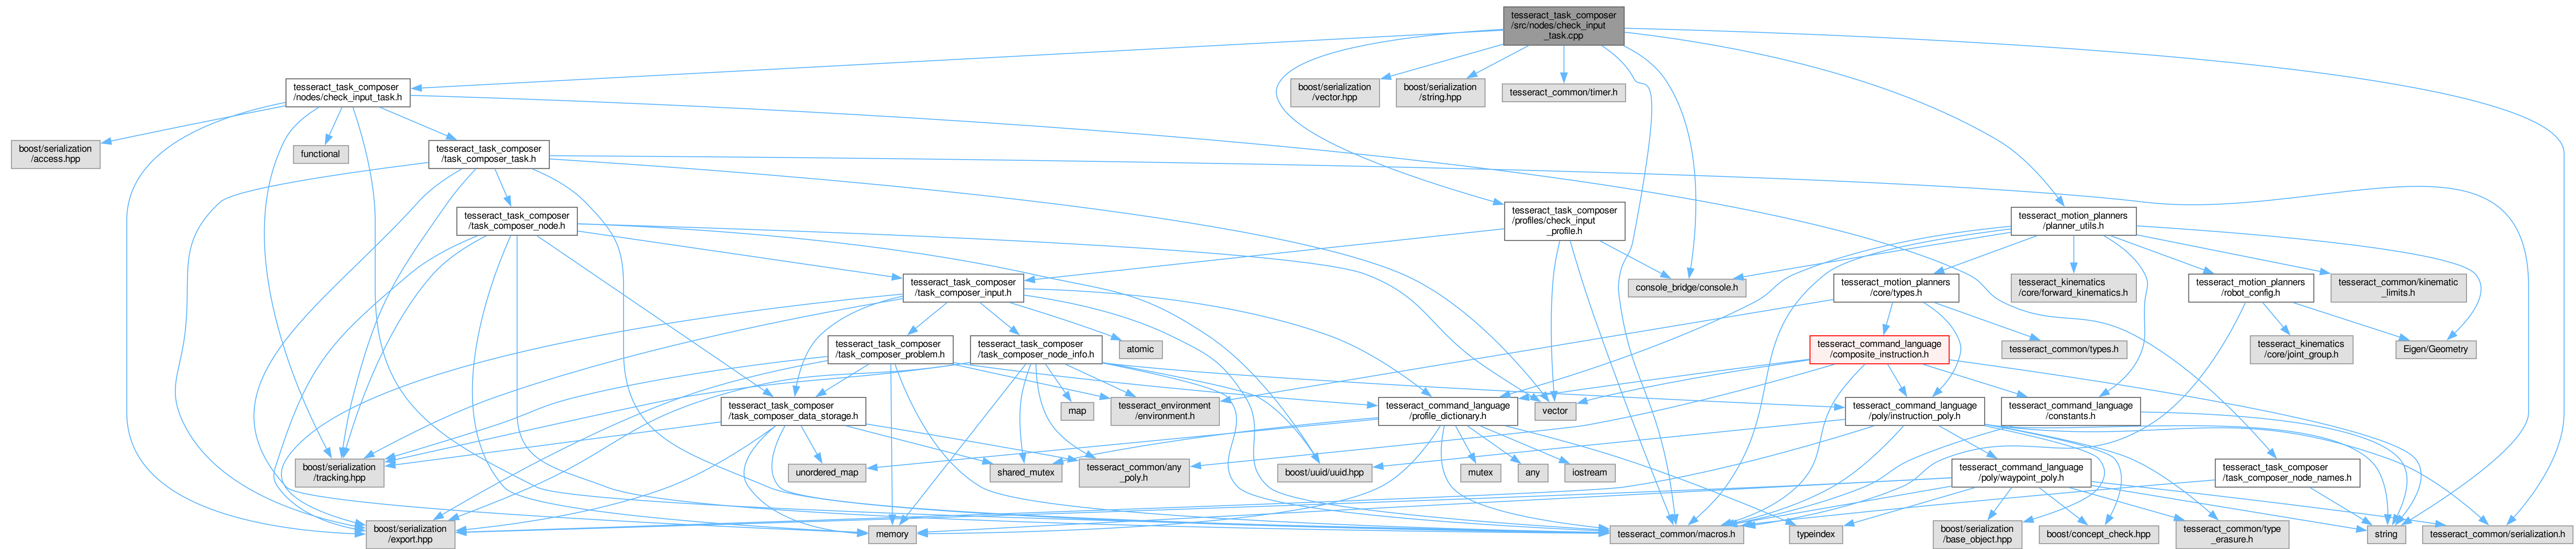 tesseract_task_composer
/src/nodes/check_input
_task.cpp
tesseract_task_composer
/nodes/check_input_task.h
boost/serialization
/vector.hpp
boost/serialization
/string.hpp
tesseract_common/timer.h
boost/serialization
/access.hpp
functional
tesseract_task_composer
/task_composer_task.h
tesseract_task_composer
/task_composer_node.h
tesseract_task_composer
/profiles/check_input
_profile.h
tesseract_motion_planners
/planner_utils.h
tesseract_task_composer
/task_composer_input.h
console_bridge/console.h
tesseract_motion_planners
/core/types.h
tesseract_kinematics
/core/forward_kinematics.h
tesseract_motion_planners
/robot_config.h
tesseract_common/kinematic
_limits.h
tesseract_task_composer
/task_composer_problem.h
tesseract_task_composer
/task_composer_node_info.h
atomic
tesseract_command_language
/composite_instruction.h
tesseract_common/types.h
tesseract_kinematics
/core/joint_group.h
Eigen/Geometry
tesseract_task_composer
/task_composer_data_storage.h
map
tesseract_environment
/environment.h
tesseract_command_language
/profile_dictionary.h
vector
tesseract_command_language
/poly/instruction_poly.h
tesseract_command_language
/constants.h
boost/serialization
/tracking.hpp
unordered_map
shared_mutex
tesseract_common/any
_poly.h
boost/uuid/uuid.hpp
mutex
any
iostream
tesseract_command_language
/poly/waypoint_poly.h
tesseract_task_composer
/task_composer_node_names.h
boost/serialization
/export.hpp
memory
tesseract_common/macros.h
typeindex
boost/serialization
/base_object.hpp
boost/concept_check.hpp
tesseract_common/type
_erasure.h
string
tesseract_common/serialization.h